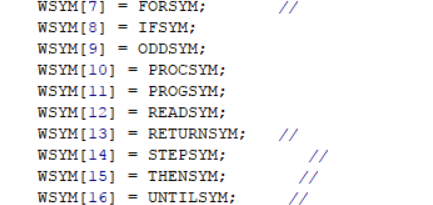 WSYM[7] = FORSYM; //
WSYM[8] = IFSYM;
WSYM[9] = ODDSYM;
WSYM[10] = PROCSYM;
WSYM[11] = PROGSYM;
WSYM[12] = READSYM;
WSYM[13] = RETURNSYM; //
WSYM[14] = STEPSYM; //
WSYM[15] = THENSYM; //
WSYM[16] = UNTILSYM; //